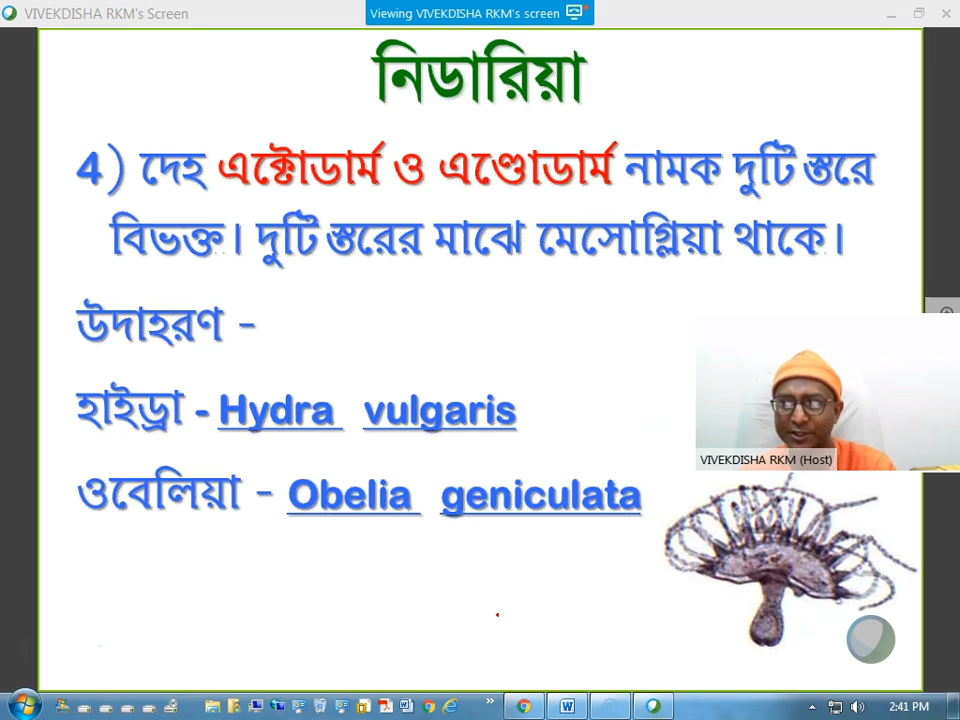 VIVEKDISHA RKM's Screen
Viewing VIVEKDISHA RKM's screen
নিডারিয়া
4) দেহ এক্টোডার্ম ও এণ্ডোডার্ম নামক দুটি স্তরে
বিভক্ত। দুটি স্তরের মাঝে মেসোগ্লিয়া থাকে।
উদাহরণ -
হাইড্রা - Hydra vulgaris
ওবেলিয়া - Obelia geniculata
VIVEKDISHA RKM (Host)
2:41 PM